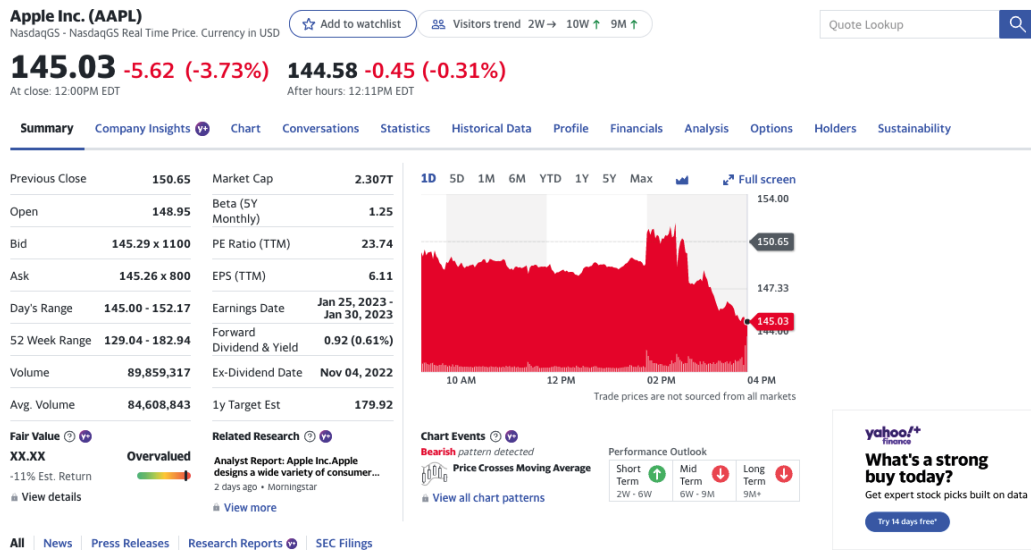 Apple Inc. (AAPL)
NasdaqGS - NasdaqGS Real Time Price. Currency in USD
Add to watchlist
Visitors trend 2W→ 10W ↑ 9M ↑
Quote Lookup
145.03 -5.62 (-3.73%)
At close: 12:00PM EDT
144.58 -0.45 (-0.31%)
After hours: 12:11PM EDT
Summary Company Insights Y+ Chart Conversations Statistics Historical Data Profile Financials Analysis Options Holders Sustainability
Previous Close 150.65
Open 148.95
Bid 145.29 x 1100
Ask 145.26 x 800
Day's Range 145.00 - 152.17
52 Week Range 129.04 - 182.94
Volume 89,859,317
Avg. Volume 84,608,843
Market Cap 2.307T
Beta (5Y
Monthly) 1.25
PE Ratio (TTM) 23.74
EPS (TTM) 6.11
Earnings Date Jan 25, 2023 -
Jan 30, 2023
Forward
Dividend & Yield 0.92 (0.61%)
Ex-Dividend Date Nov 04, 2022
1y Target Est 179.92
1D 5D 1M 6M YTD 1Y 5Y Max
Full screen
154.00
150.65
147.33
145.03
144.00
10 AM 12 PM 02 PM 04 PM
Trade prices are not sourced from all markets
Fair Value ? Y+
XX.XX Overvalued
-11% Est. Return
View details
Related Research ? Y+
Analyst Report: Apple Inc.Apple
designs a wide variety of consumer...
2 days ago • Morningstar
View more
Chart Events ? Y+
Bearish pattern detected
Price Crosses Moving Average
View all chart patterns
Performance Outlook
Short
Term
2W - 6W
Mid
Term
6W - 9M
Long
Term
9M+
yahoo!+
finance
What's a strong
buy today?
Get expert stock picks built on data
Try 14 days free*
All News Press Releases Research Reports Y+ SEC Filings